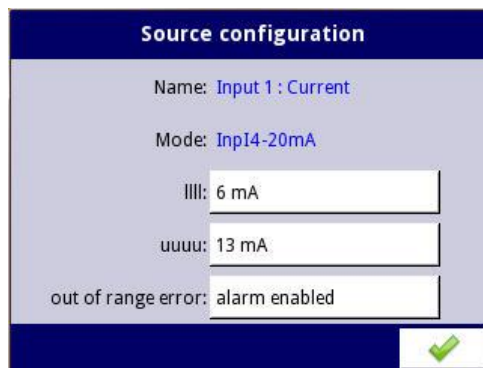 Source configuration
Name: Input 1 : Current
Mode: InpI4-20mA
llll: 6 mA
uuuu: 13 mA
out of range error: alarm enabled